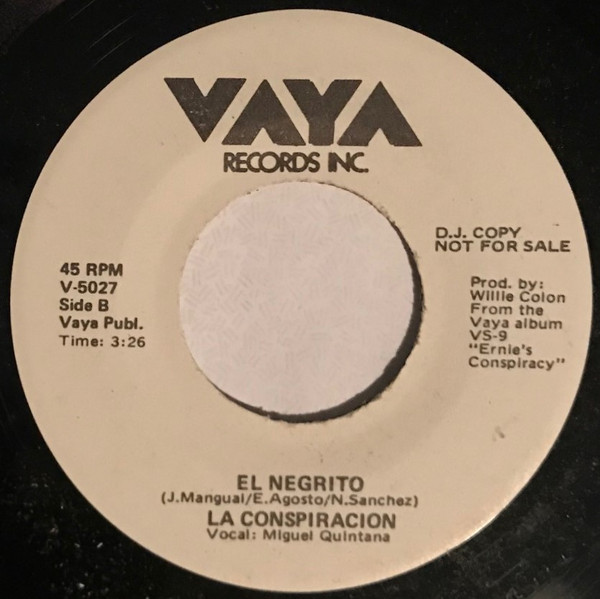 VAYA
RECORDS INC.
D.J. COPY
NOT FOR SALE
45 RPM
V-5027
Side B
Vaya Publ.
Time: 3:26
Prod. by:
Willie Colon
From the
Vaya album
VS-9
"Ernie's
Conspiracy"
EL NEGRITO
(J.Mangual/E.Agosto/N.Sanchez)
LA CONSPIRACION
Vocal: Miguel Quintana